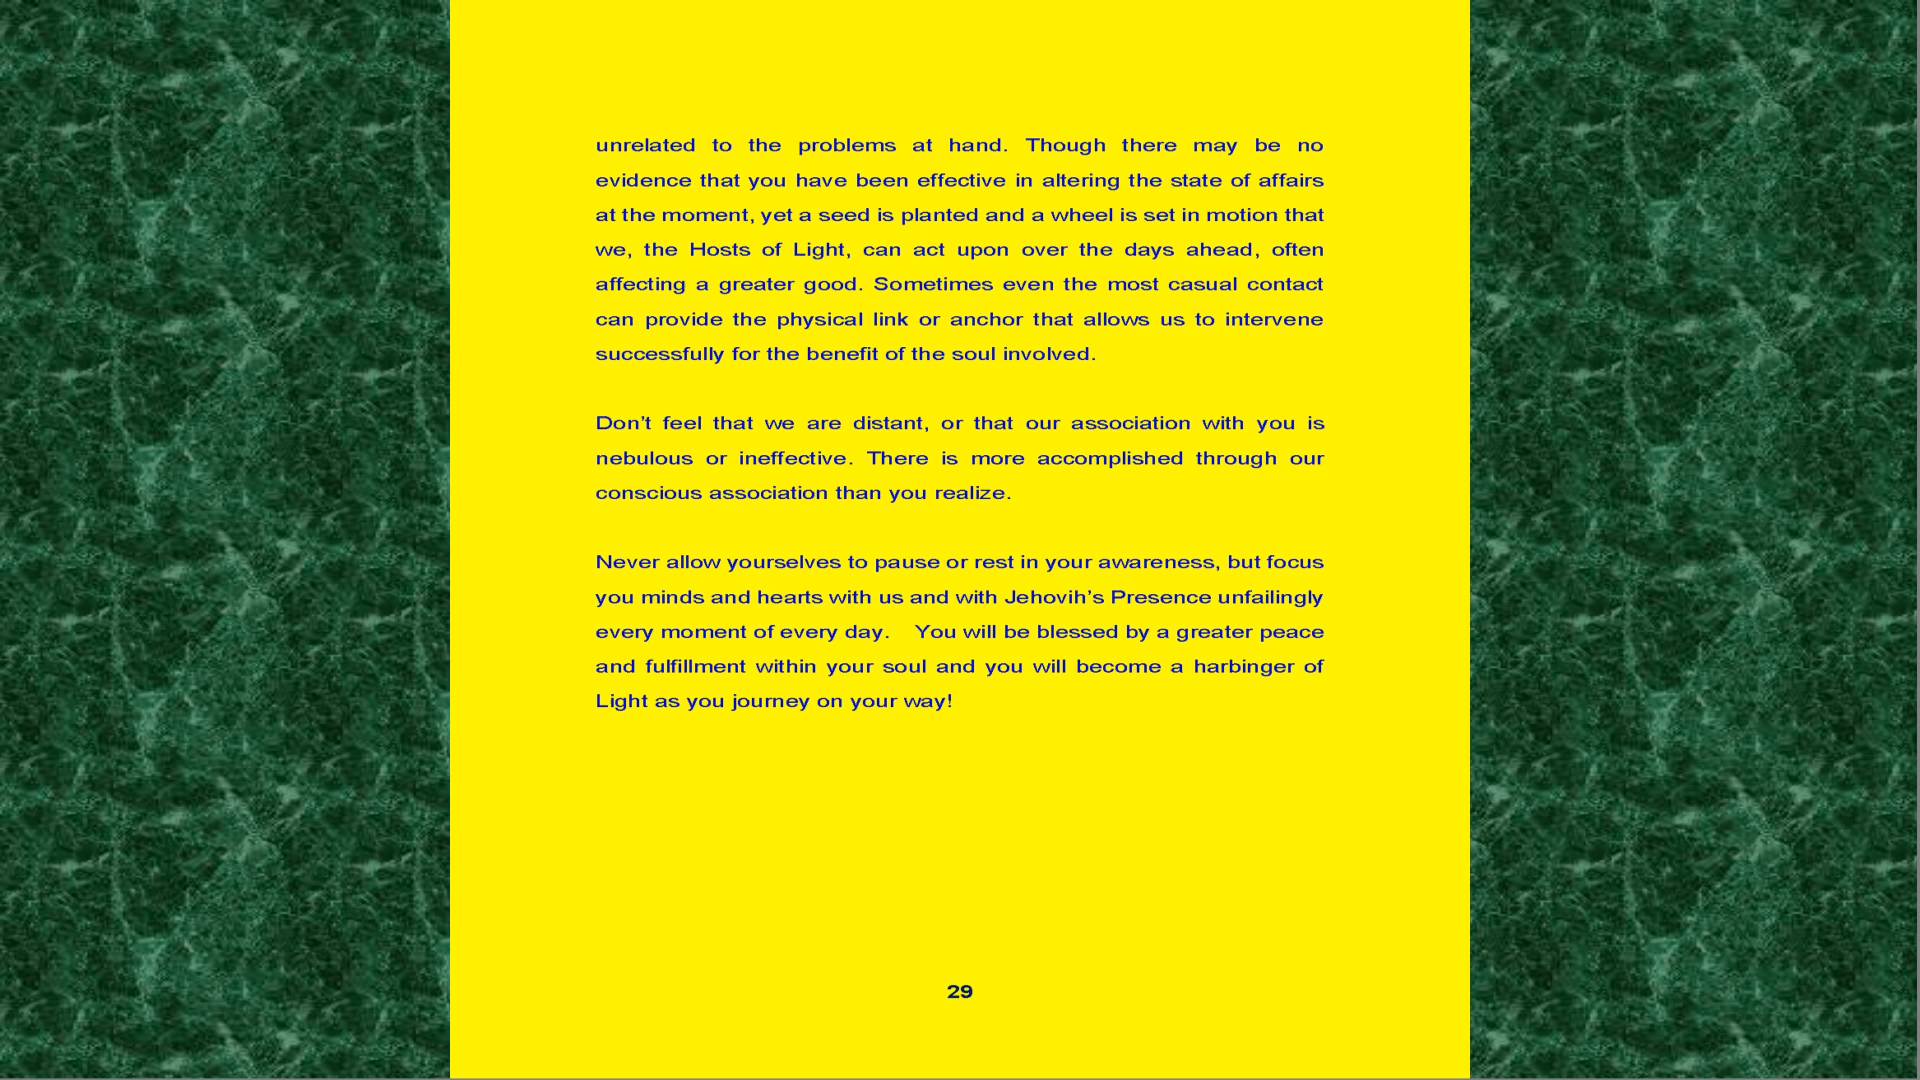 unrelated to the problems at hand. Though there may be no
evidence that you have been effective in altering the state of affairs
at the moment, yet a seed is planted and a wheel is set in motion that
we, the Hosts of Light, can act upon over the days ahead, often
affecting a greater good. Sometimes even the most casual contact
can provide the physical link or anchor that allows us to intervene
successfully for the benefit of the soul involved.
Don’t feel that we are distant, or that our association with you is
nebulous or ineffective. There is more accomplished through our
conscious association than you realize.
Never allow yourselves to pause or rest in your awareness, but focus
you minds and hearts with us and with Jehovih’s Presence unfailingly
every moment of every day. You will be blessed by a greater peace
and fulfillment within your soul and you will become a harbinger of
Light as you journey on your way!
29